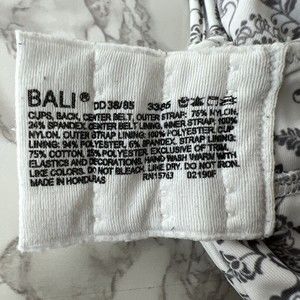 BALI® DD 38/85 3386
CUPS, BACK, CENTER BELT, OUTER STRAP: 76% NYLON,
24% SPANDEX. CENTER BELT LINING, INNER STRAP: 100%
NYLON. OUTER STRAP LINING: 100% POLYESTER. CUP
LINING: 94% POLYESTER, 6% SPANDEX. STRAP LINING:
75% COTTON, 25% POLYESTER. EXCLUSIVE OF TRIM,
ELASTICS AND DECORATIONS. HAND WASH WARM WITH
LIKE COLORS. DO NOT BLEACH. LINE DRY. DO NOT IRON.
MADE IN HONDURAS RN15763 02190F